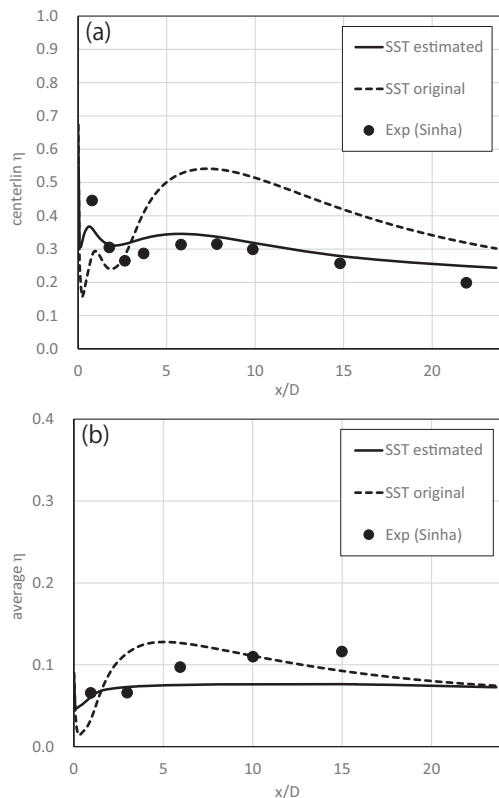 (a)
1.0
0.9
0.8
0.7
0.6
0.5
0.4
0.3
0.2
0.1
0.0
centerlin η
SST estimated
SST original
Exp (Sinha)
0 5 10 15 20
x/D
(b)
0.4
0.3
0.2
0.1
0.0
average η
SST estimated
SST original
Exp (Sinha)
0 5 10 15 20
x/D